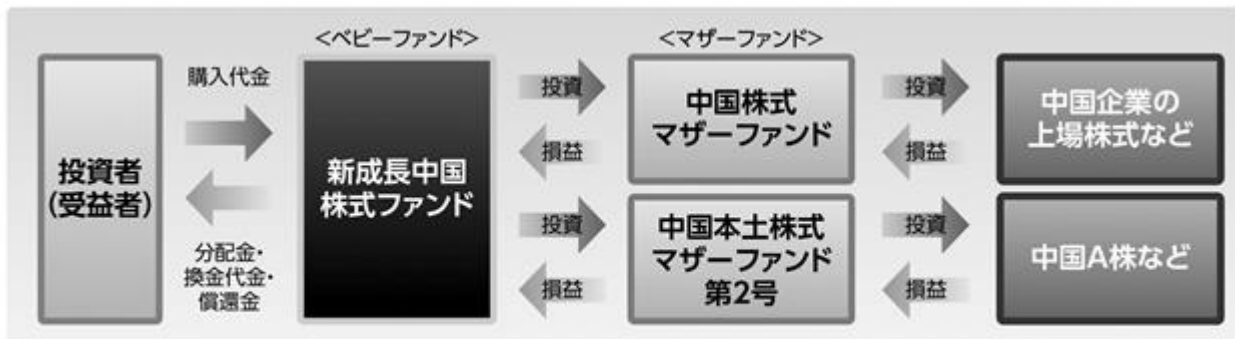 <ベビーファンド>
<マザーファンド>
投資者
(受益者)
購入代金
分配金・
換金代金・
償還金
新成長中国
株式ファンド
投資
損益
投資
損益
中国株式
マザーファンド
中国本土株式
マザーファンド
第2号
投資
損益
投資
損益
中国企業の
上場株式など
中国A株など